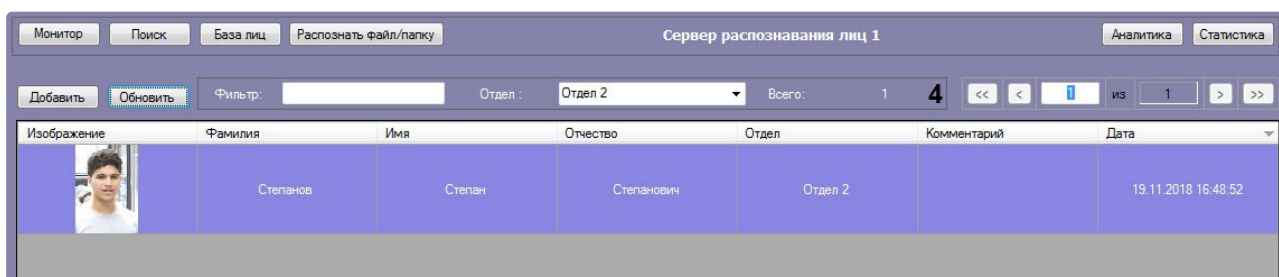 Монитор Поиск База лиц Распознать файл/папку Сервер распознавания лиц 1 Аналитика Статистика
Добавить Обновить Фильтр: Отдел : Отдел 2 Всего: 1 4 << < 1 из 1 > >>
Изображение Фамилия Имя Отчество Отдел Комментарий Дата
Степанов Степан Степанович Отдел 2 19.11.2018 16:48:52